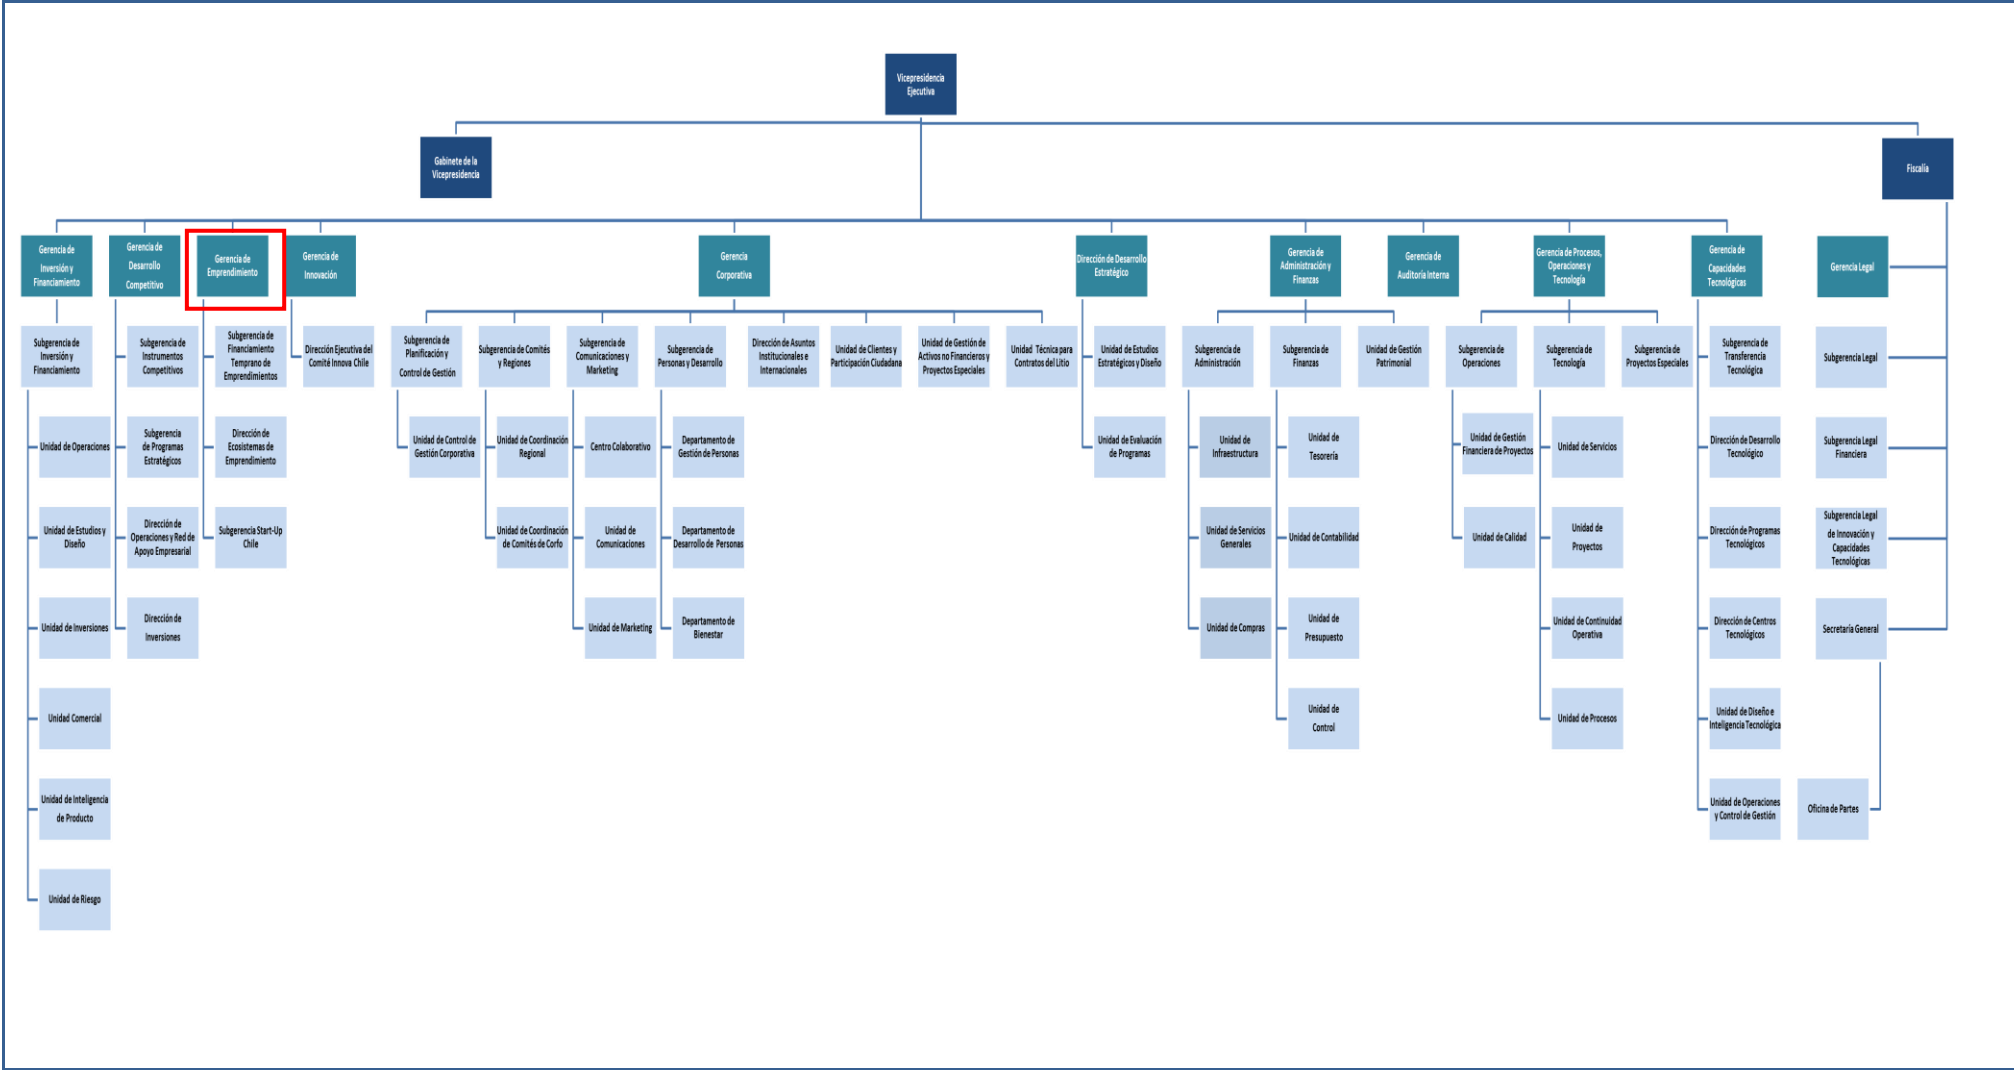 Vicepresidencia
Ejecutiva
Gabinete de la
Vicepresidencia
Fiscalía
Gerencia de
Inversión y
Financiamiento
Gerencia de
Desarrollo
Competitivo
Gerencia de
Emprendimiento
Gerencia de
Innovación
Gerencia
Corporativa
Dirección de Desarrollo
Estratégico
Gerencia de
Administración y
Finanzas
Gerencia de
Auditoria Interna
Gerencia de Procesos,
Operaciones y
Tecnología
Gerencia de
Capacidades
Tecnológicas
Gerencia Legal
Subgerencia de
Inversión y
Financiamiento
Subgerencia de
Instrumentos
Competitivos
Subgerencia de
Financiamiento
Temprano de
Emprendimientos
Dirección Ejecutiva del
Comité Innova Chile
Subgerencia de
Planificación y
Control de Gestión
Subgerencia de Comités
y Regiones
Subgerencia de
Comunicaciones y
Marketing
Subgerencia de
Personas y Desarrollo
Dirección de Asuntos
Institucionales e
Internacionales
Unidad de Clientes y
Participación Ciudadana
Unidad de Gestión de
Activos no Financieros y
Proyectos Especiales
Unidad Técnica para
Contratos del Litio
Unidad de Estudios
Estratégicos y Diseño
Subgerencia de
Administración
Subgerencia de
Finanzas
Unidad de Gestión
Patrimonial
Subgerencia de
Operaciones
Subgerencia de
Tecnología
Subgerencia de
Proyectos Especiales
Subgerencia de
Transferencia
Tecnológica
Subgerencia Legal
Unidad de Operaciones
Subgerencia
de Programas
Estratégicos
Dirección de
Ecosistemas de
Emprendimiento
Unidad de Control de
Gestión Corporativa
Unidad de Coordinación
Regional
Centro Colaborativo
Departamento de
Gestión de Personas
Unidad de Evaluación
de Programas
Unidad de
Infraestructura
Unidad de
Tesorería
Unidad de Gestión
Financiera de Proyectos
Unidad de Servicios
Dirección de Desarrollo
Tecnológico
Subgerencia Legal
Financiera
Unidad de Estudios y
Diseño
Dirección de
Operaciones y Red de
Apoyo Empresarial
Subgerencia Start-Up
Chile
Unidad de Coordinación
de Comités de Corfo
Unidad de
Comunicaciones
Departamento de
Desarrollo de Personas
Unidad de Servicios
Generales
Unidad de Contabilidad
Unidad de Calidad
Unidad de
Proyectos
Dirección de Programas
Tecnológicos
Subgerencia Legal
de Innovación y
Capacidades
Tecnológicas
Unidad de Inversiones
Dirección de
Inversiones
Unidad de Marketing
Departamento de
Bienestar
Unidad de Compras
Unidad de
Presupuesto
Unidad de Continuidad
Operativa
Dirección de Centros
Tecnológicos
Secretaría General
Unidad Comercial
Unidad de
Control
Unidad de Procesos
Unidad de Diseño e
Inteligencia Tecnológica
Unidad de Inteligencia
de Producto
Unidad de Operaciones
y Control de Gestión
Oficina de Partes
Unidad de Riesgo